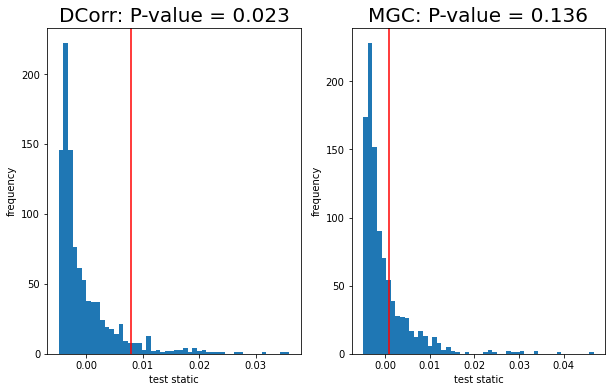 DCorr: P-value = 0.023
frequency
200
150
100
50
0
0.00 0.01 0.02 0.03
test static
MGC: P-value = 0.136
frequency
200
150
100
50
0
0.00 0.01 0.02 0.03 0.04
test static